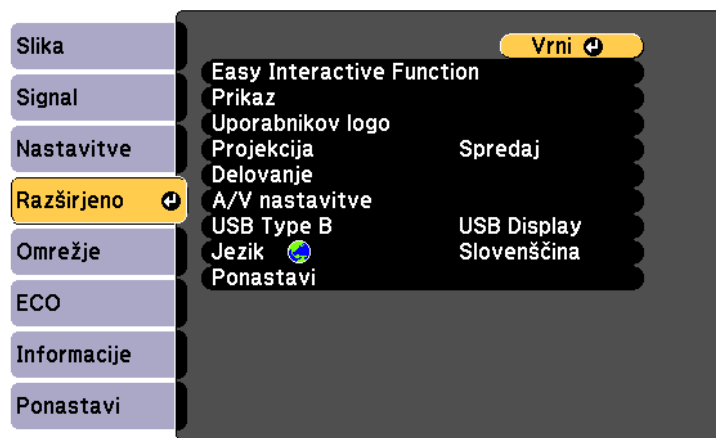 Slika
Signal
Nastavitve
Razširjeno
Omrežje
ECO
Informacije
Ponastavi
Vrni
Easy Interactive Function
Prikaz
Uporabnikov logo
Projekcija Spredaj
Delovanje
A/V nastavitve
USB Type B USB Display
Jezik Slovenščina
Ponastavi